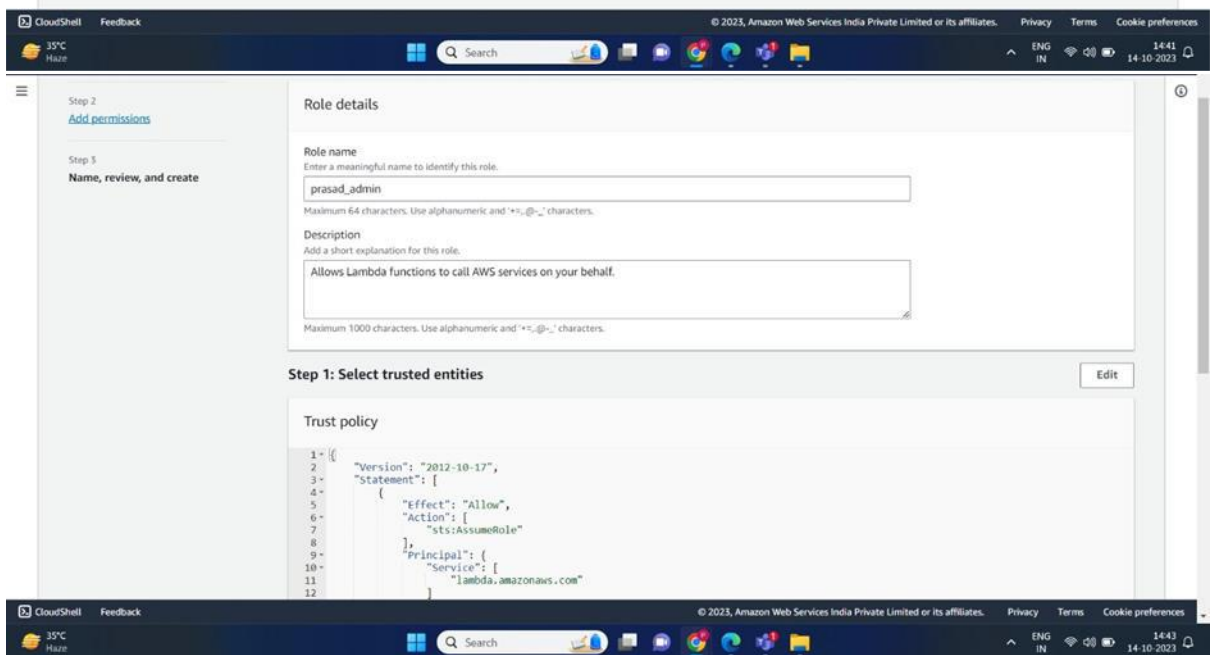 CloudShell Feedback © 2023, Amazon Web Services India Private Limited or its affiliates. Privacy Terms Cookie preferences
35°C
Haze
Search
ENG
IN
14:41
14-10-2023
Step 2
Add permissions
Step 3
Name, review, and create
Role details
Role name
Enter a meaningful name to identify this role.
prasad_admin
Maximum 64 characters. Use alphanumeric and '+=,.@-_' characters.
Description
Add a short explanation for this role.
Allows Lambda functions to call AWS services on your behalf.
Maximum 1000 characters. Use alphanumeric and '+=,.@-_' characters.
Step 1: Select trusted entities
Edit
Trust policy
1 {
2 "Version": "2012-10-17",
3 "Statement": [
4 {
5 "Effect": "Allow",
6 "Action": [
7 "sts:AssumeRole"
8 ],
9 "Principal": {
10 "Service": [
11 "lambda.amazonaws.com"
12 ]
CloudShell Feedback © 2023, Amazon Web Services India Private Limited or its affiliates. Privacy Terms Cookie preferences
35°C
Haze
Search
ENG
IN
14:43
14-10-2023